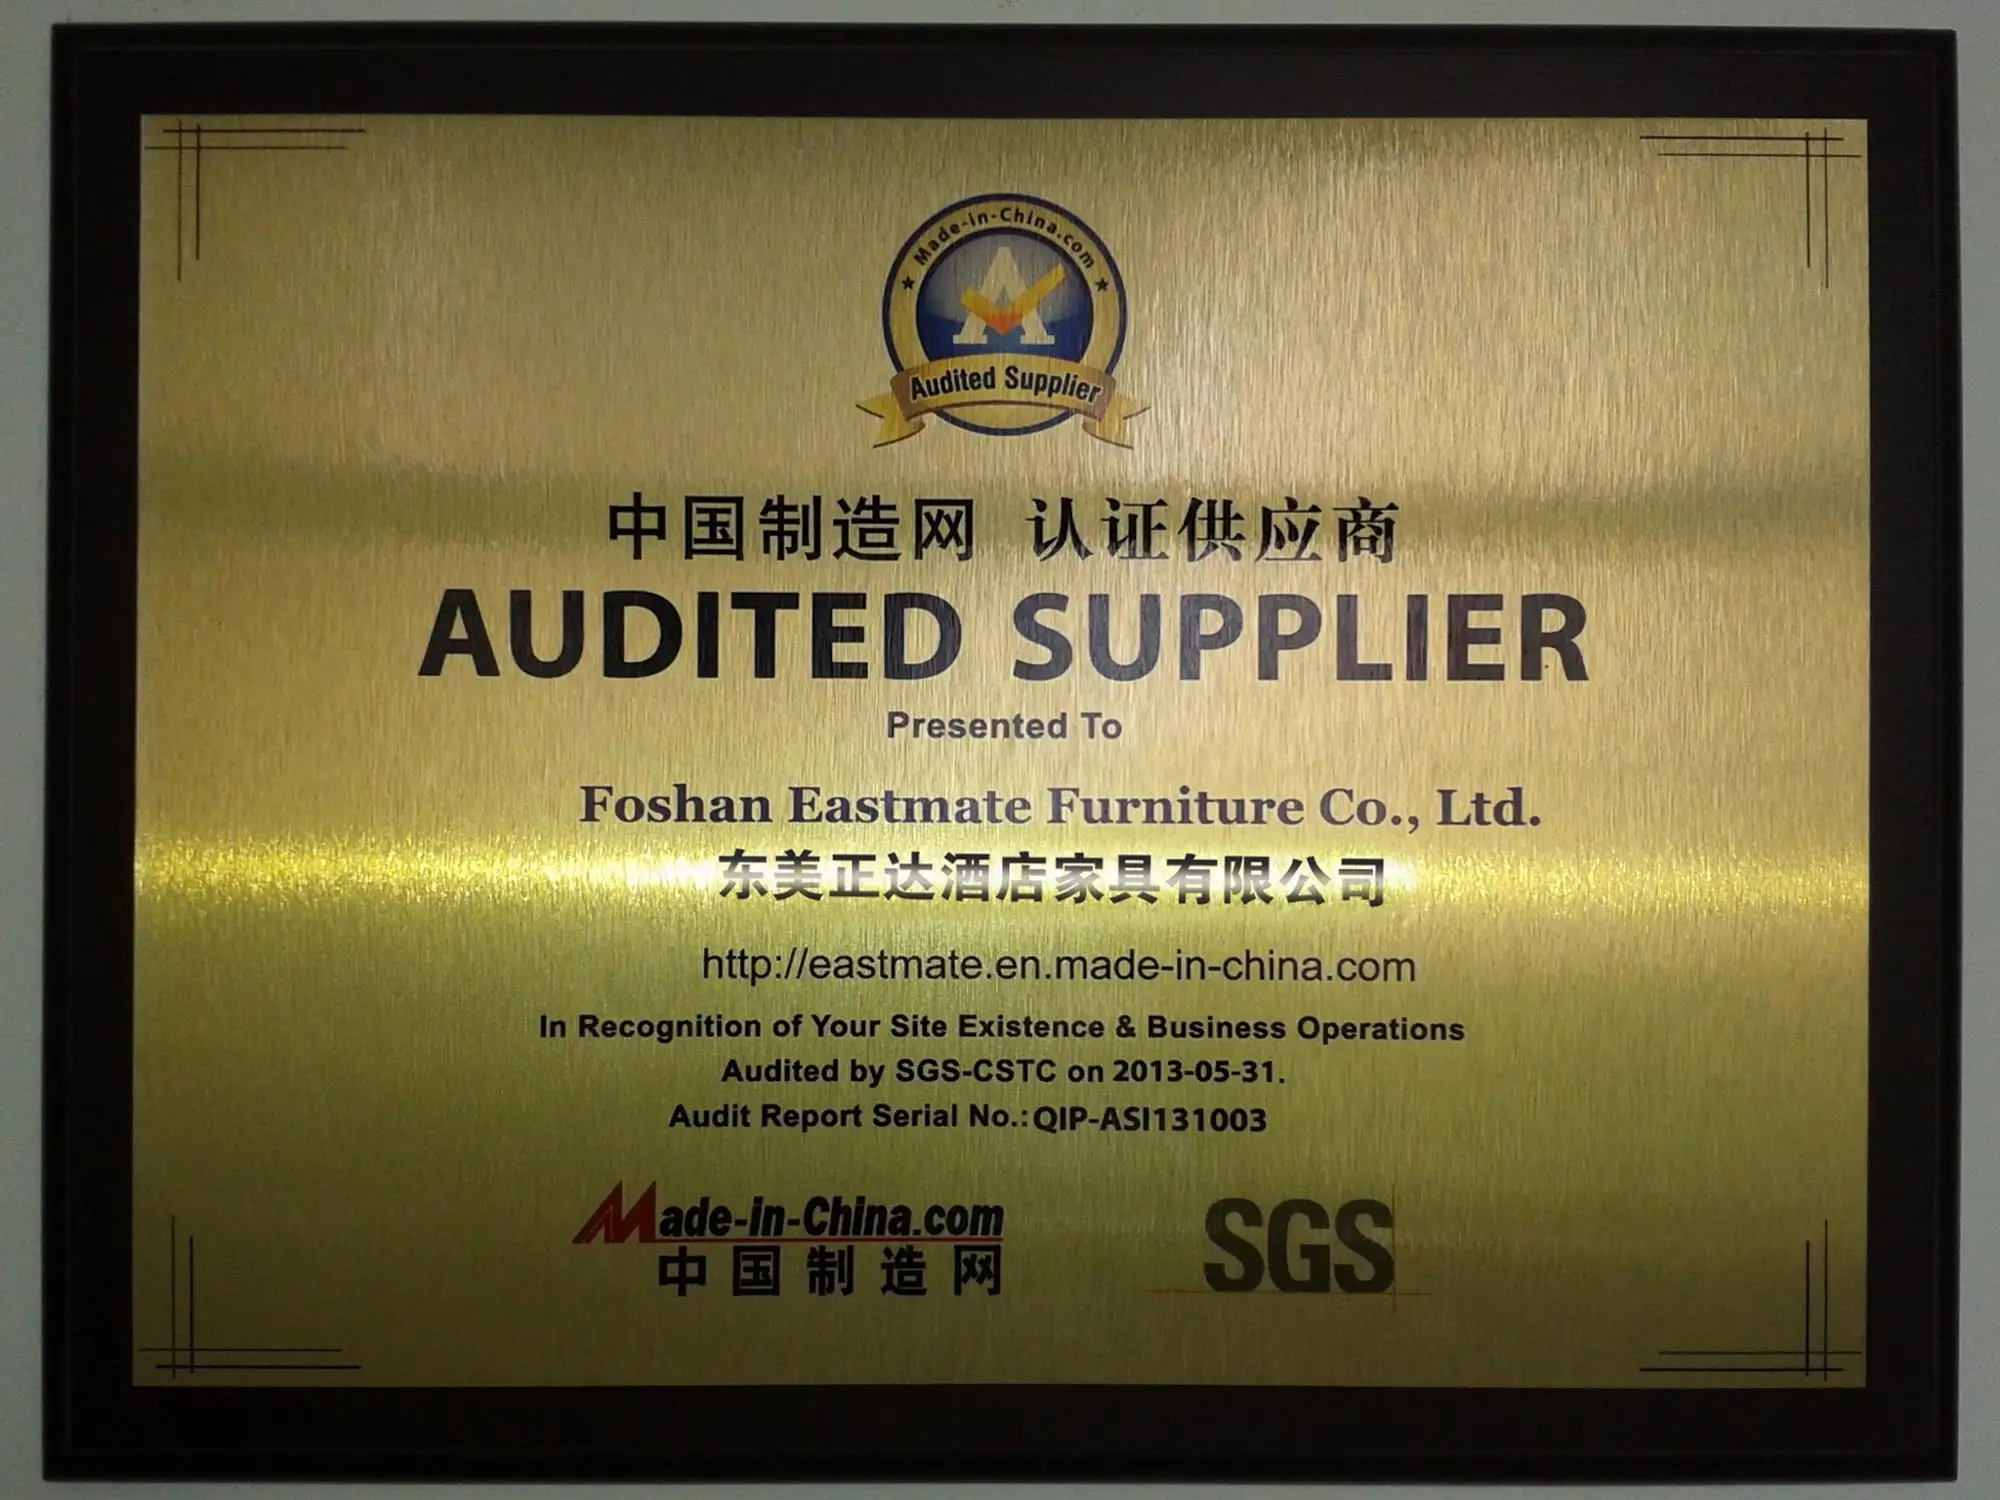 Made-in-China.com
Audited Supplier
中国制造网 认证供应商
AUDITED SUPPLIER
Presented To
Foshan Eastmate Furniture Co., Ltd.
东美正达酒店家具有限公司
http://eastmate.en.made-in-china.com
In Recognition of Your Site Existence & Business Operations
Audited by SGS-CSTC on 2013-05-31.
Audit Report Serial No.: QIP-ASI131003
Made-in-China.com
中国制造网
SGS